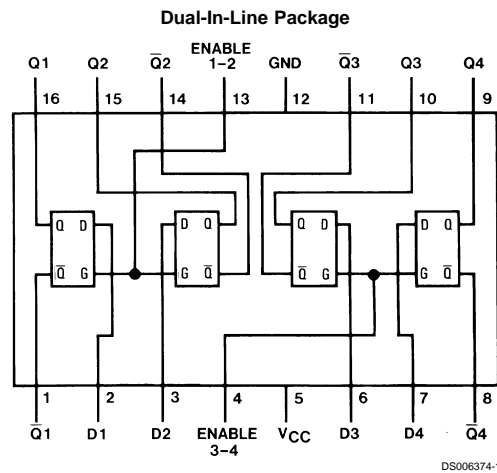 Dual-In-Line Package
Q1 Q2 Q̅2 ENABLE 1–2 GND Q̅3 Q3 Q4
16 15 14 13 12 11 10 9
Q D D Q Q D D Q
Q̅ G G Q̅ Q̅ G G Q̅
1 2 3 4 5 6 7 8
Q̅1 D1 D2 ENABLE 3–4 VCC D3 D4 Q̅4
DS006374-